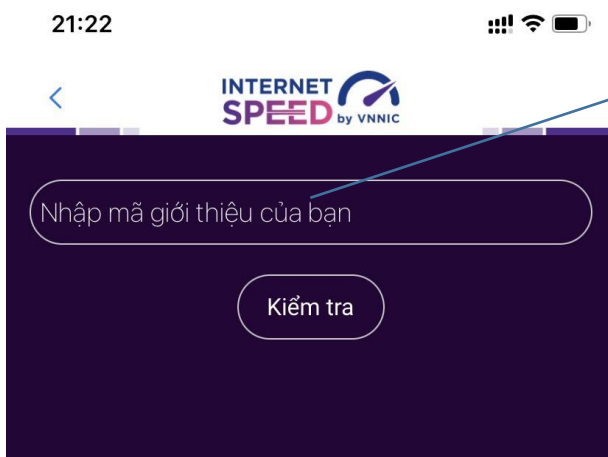 21:22
INTERNET
SPEED by VNNIC
Nhập mã giới thiệu của bạn
Kiểm tra